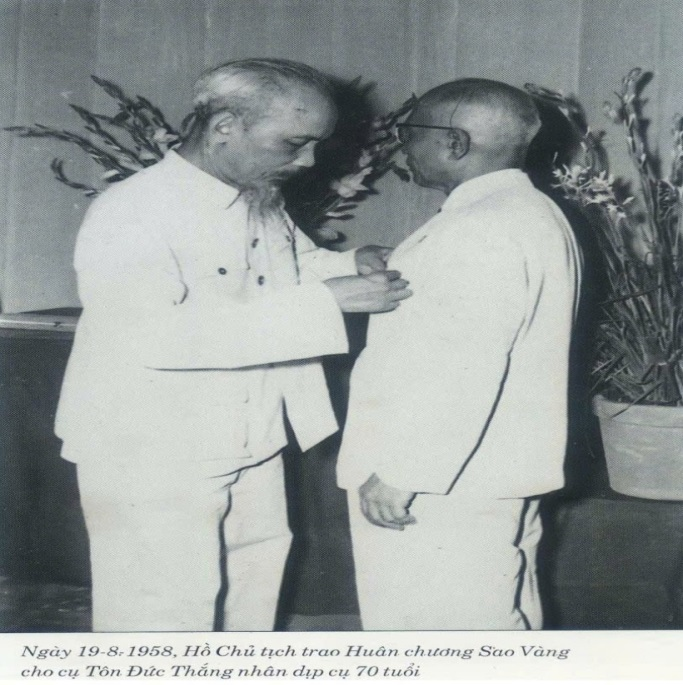 Ngày 19-8-1958, Hồ Chủ tịch trao Huân chương Sao Vàng
cho cụ Tôn Đức Thắng nhân dịp cụ 70 tuổi